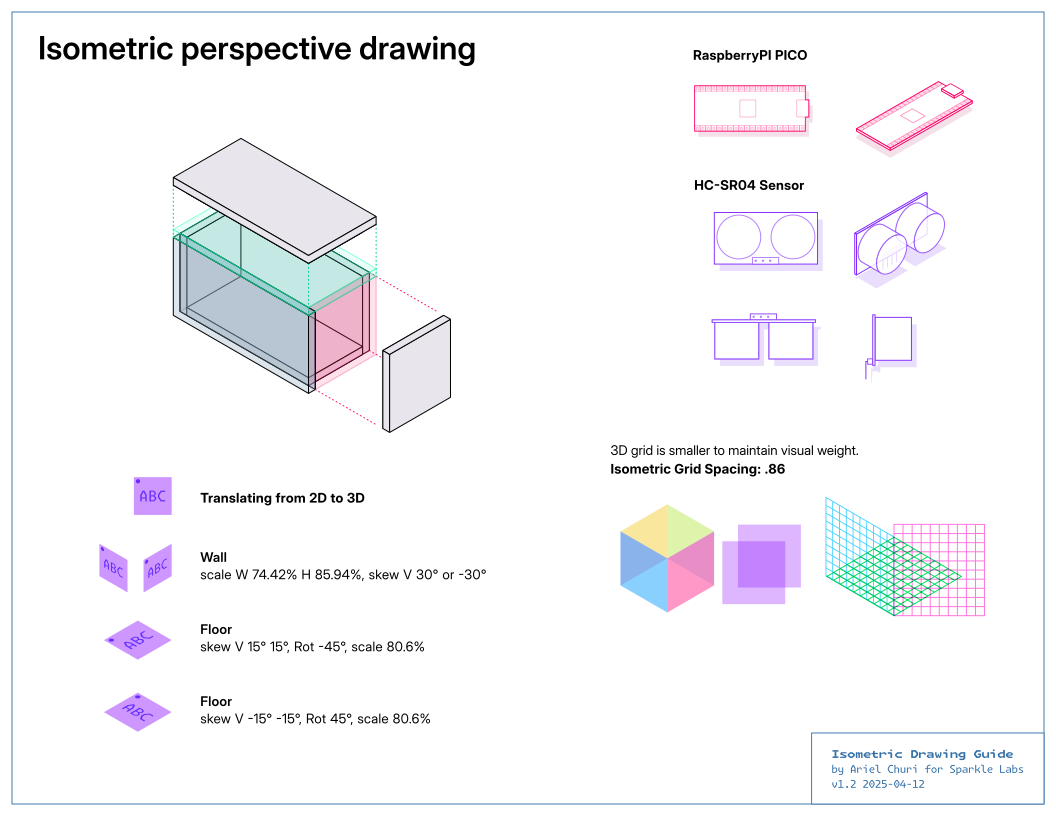 Isometric perspective drawing
RaspberryPI PICO
HC-SR04 Sensor
3D grid is smaller to maintain visual weight.
Isometric Grid Spacing: .86
ABC
Translating from 2D to 3D
ABC
ABC
Wall
scale W 74.42% H 85.94%, skew V 30° or -30°
ABC
Floor
skew V 15° 15°, Rot -45°, scale 80.6%
ABC
Floor
skew V -15° -15°, Rot 45°, scale 80.6%
Isometric Drawing Guide
by Ariel Churi for Sparkle Labs
v1.2 2025-04-12